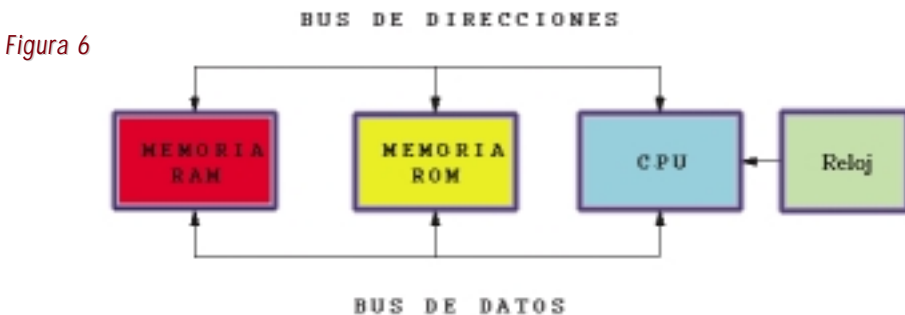 BUS DE DIRECCIONES
Figura 6
MEMORIA
RAM
MEMORIA
ROM
CPU
Reloj
BUS DE DATOS